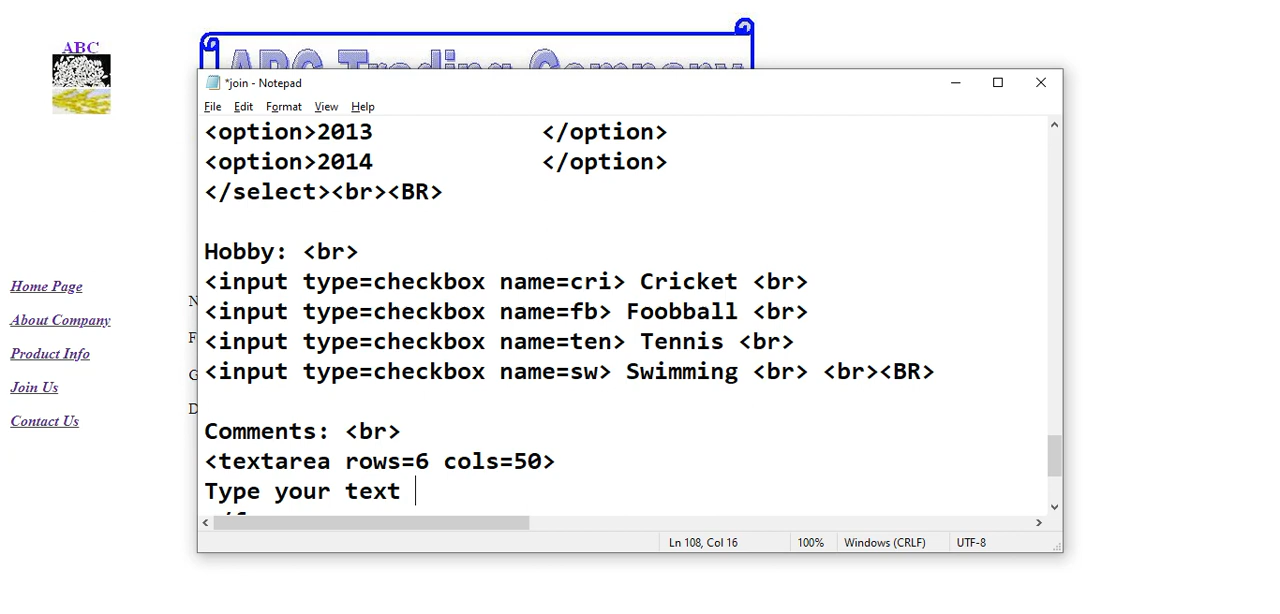 ABC
ABC Trading Company
*join - Notepad
File Edit Format View Help
<option>2013 </option>
<option>2014 </option>
</select><br><BR>
Hobby: <br>
<input type=checkbox name=cri> Cricket <br>
<input type=checkbox name=fb> Foobball <br>
<input type=checkbox name=ten> Tennis <br>
<input type=checkbox name=sw> Swimming <br> <br><BR>
Comments: <br>
<textarea rows=6 cols=50>
Type your text
Home Page
About Company
Product Info
Join Us
Contact Us
N
F
G
D
Ln 108, Col 16 100% Windows (CRLF) UTF-8